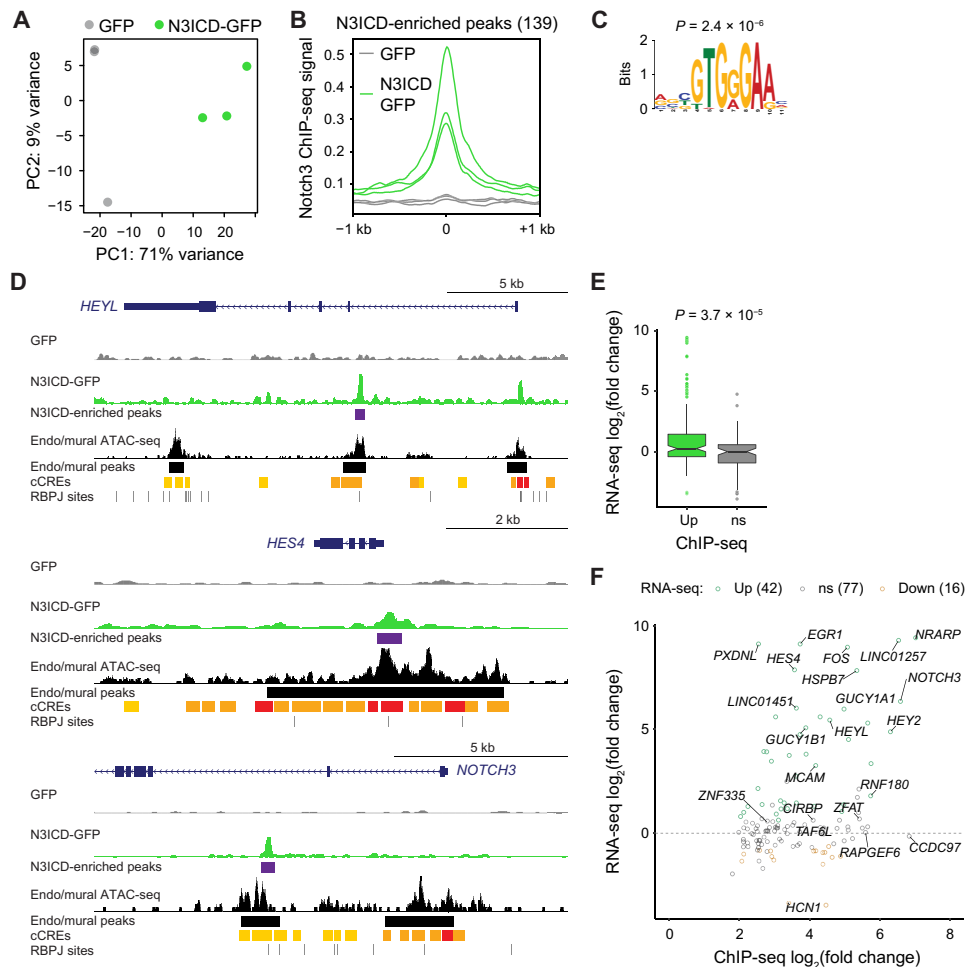 A
GFP
N3ICD-GFP
PC2: 9% variance
5
0
−5
−10
−15
−20
−10
0
10
20
PC1: 71% variance
B
N3ICD-enriched peaks (139)
Notch3 ChIP-seq signal
0.5
0.4
0.3
0.2
0.1
GFP
N3ICD
GFP
−1 kb
0
+1 kb
C
P = 2.4 × 10−6
Bits
2
1
0
GTGGGAA
D
5 kb
HEYL
GFP
N3ICD-GFP
N3ICD-enriched peaks
Endo/mural ATAC-seq
Endo/mural peaks
cCREs
RBPJ sites
2 kb
HES4
GFP
N3ICD-GFP
N3ICD-enriched peaks
Endo/mural ATAC-seq
Endo/mural peaks
cCREs
RBPJ sites
5 kb
NOTCH3
GFP
N3ICD-GFP
N3ICD-enriched peaks
Endo/mural ATAC-seq
Endo/mural peaks
cCREs
RBPJ sites
E
P = 3.7 × 10−5
RNA-seq log2(fold change)
10
5
0
Up
ns
ChIP-seq
F
RNA-seq:
Up (42)
ns (77)
Down (16)
RNA-seq log2(fold change)
10
5
0
EGR1
NRARP
PXDNL
HES4
FOS
LINC01257
HSPB7
NOTCH3
LINC01451
GUCY1A1
GUCY1B1
HEYL
HEY2
MCAM
RNF180
ZNF335
CIRBP
ZFAT
TAF6L
RAPGEF6
CCDC97
HCN1
0
2
4
6
8
ChIP-seq log2(fold change)